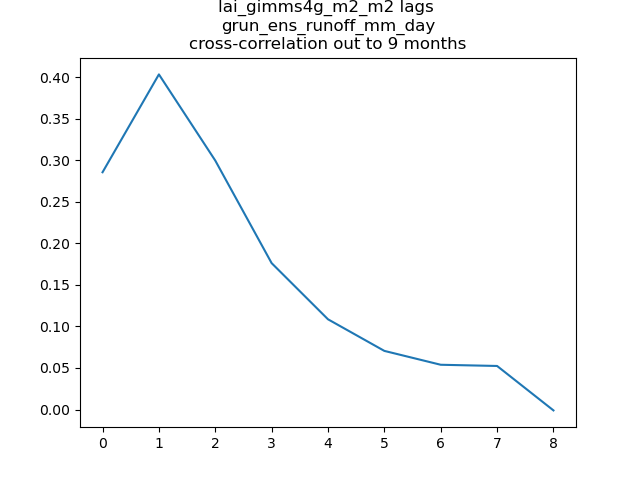 lai_gimms4g_m2_m2 lags
grun_ens_runoff_mm_day
cross-correlation out to 9 months
0.40
0.35
0.30
0.25
0.20
0.15
0.10
0.05
0.00
0 1 2 3 4 5 6 7 8